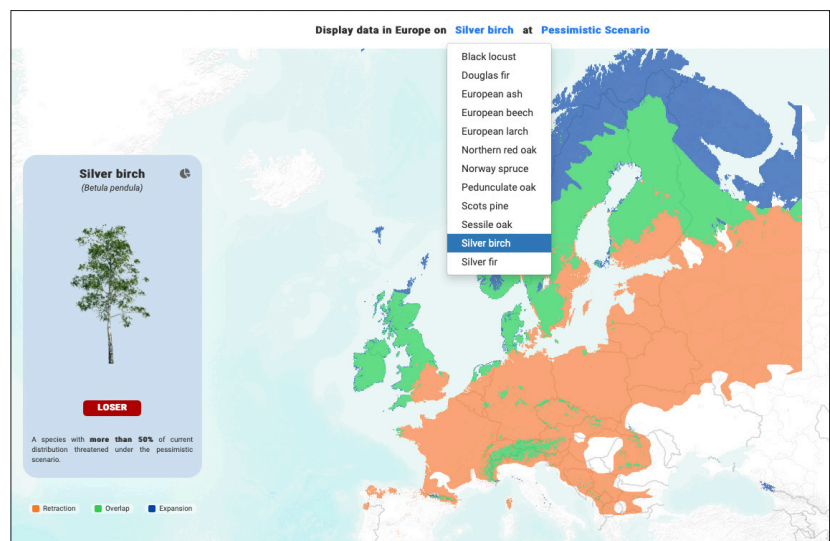 Display data in Europe on Silver birch at Pessimistic Scenario
Black locust
Douglas fir
European ash
European beech
European larch
Northern red oak
Norway spruce
Pedunculate oak
Scots pine
Sessile oak
Silver birch
Silver fir
Silver birch
(Betula pendula)
LOSER
A species with more than 50% of current
distribution threatened under the pessimistic
scenario.
Retraction Overlap Expansion